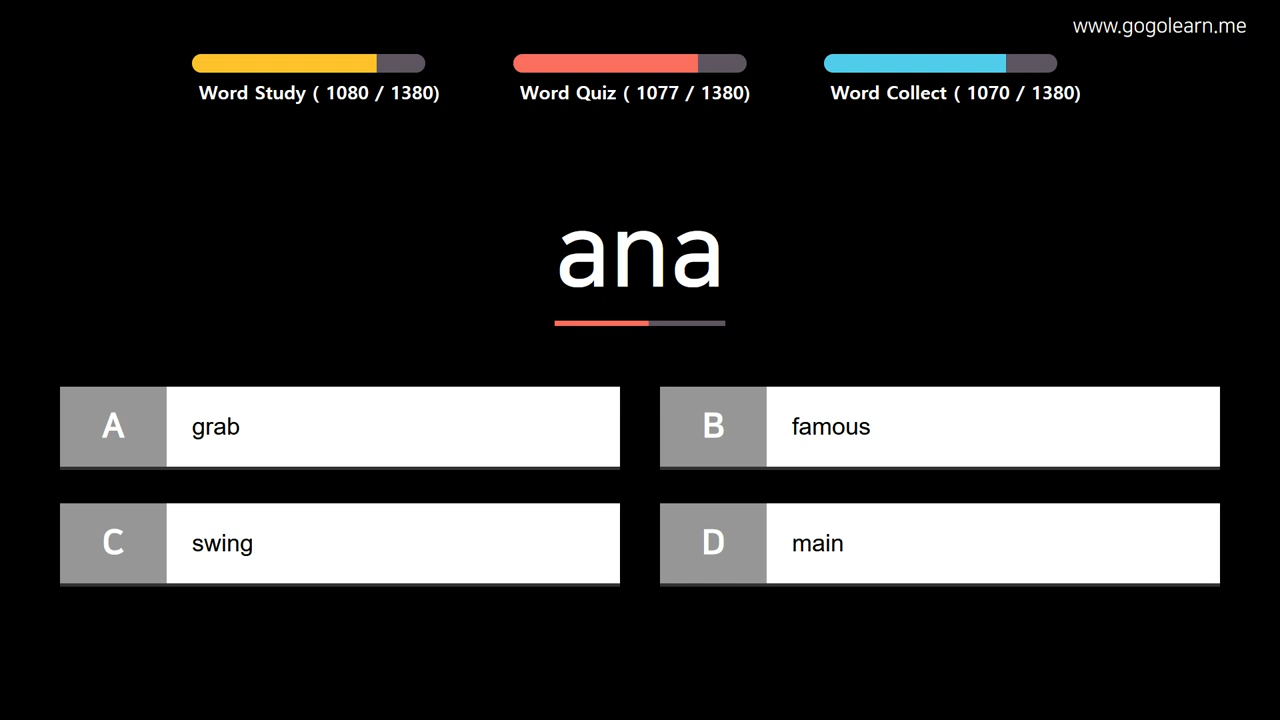 www.gogolearn.me
Word Study ( 1080 / 1380)
Word Quiz ( 1077 / 1380)
Word Collect ( 1070 / 1380)
ana
A grab
B famous
C swing
D main